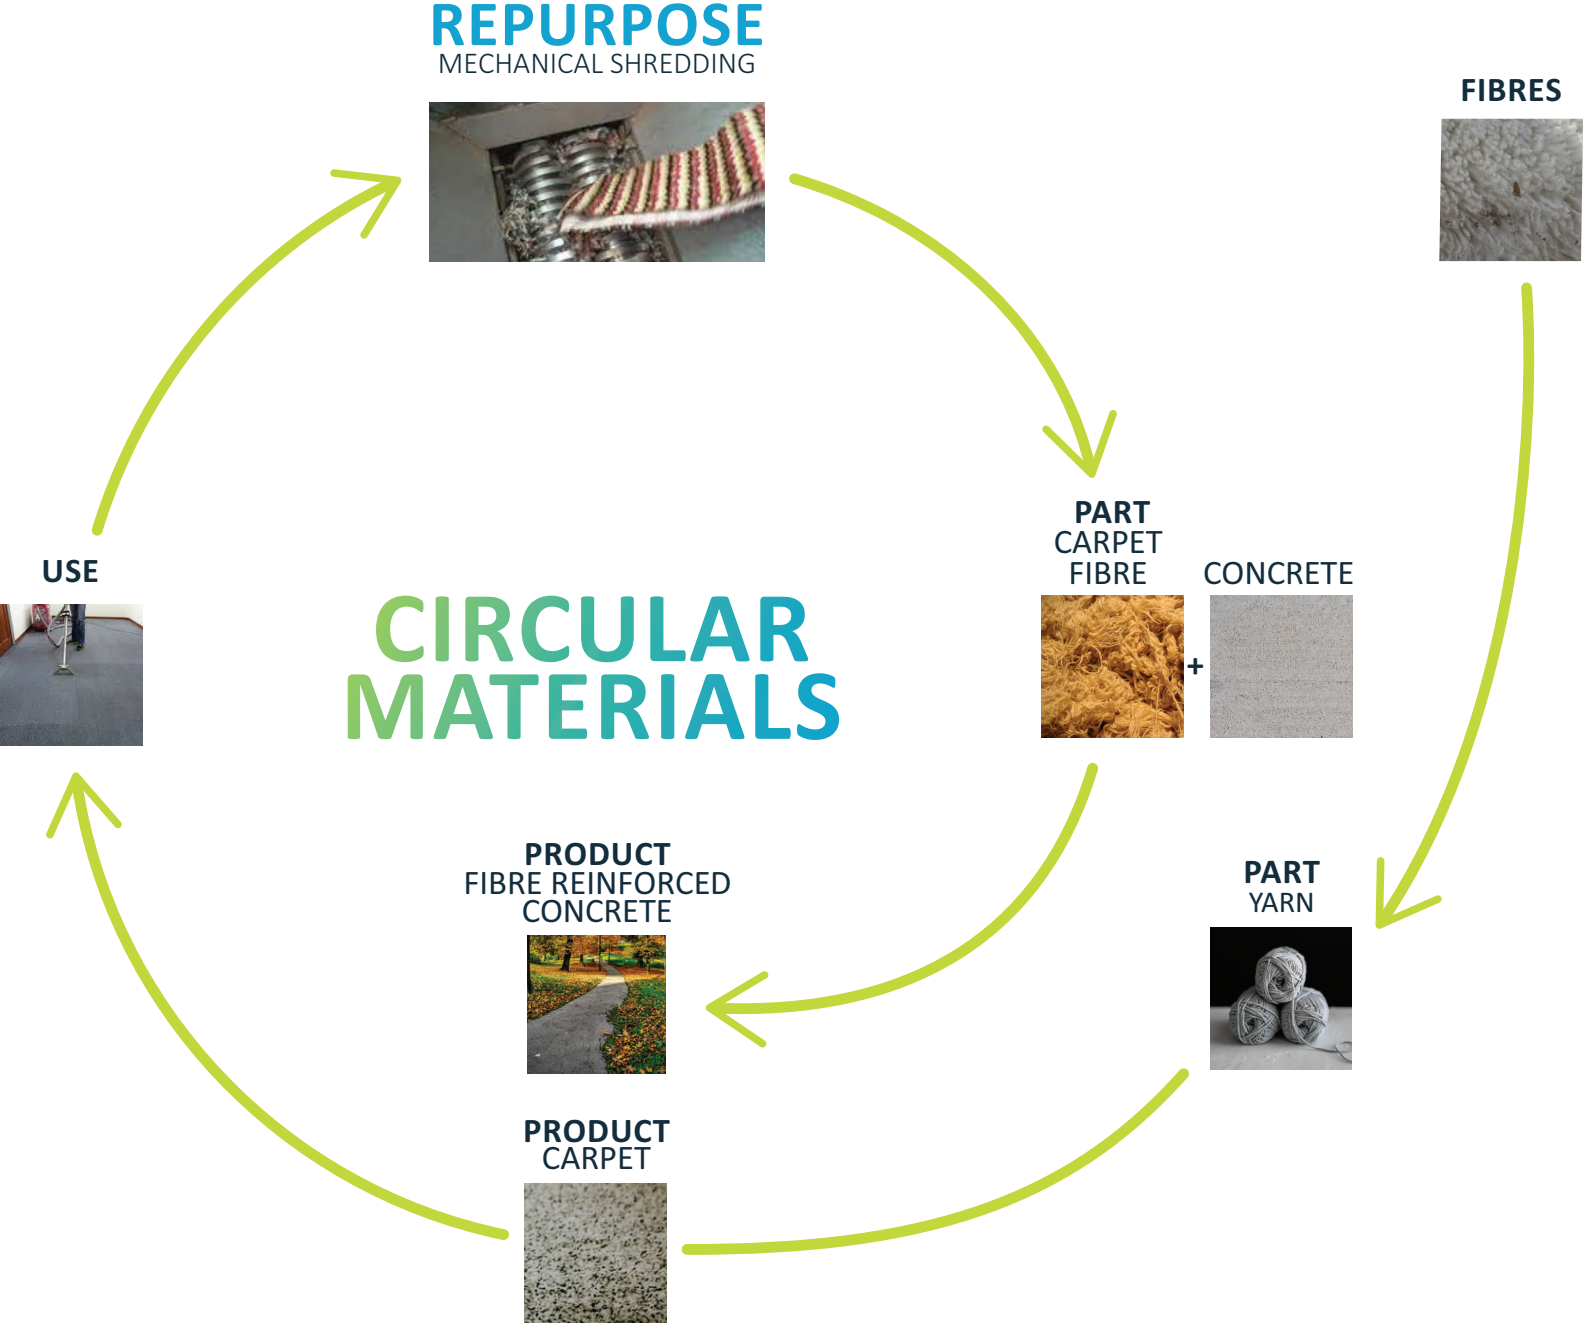 REPURPOSE
MECHANICAL SHREDDING
FIBRES
PART
CARPET
FIBRE
CONCRETE
+
USE
CIRCULAR
MATERIALS
PRODUCT
FIBRE REINFORCED
CONCRETE
PART
YARN
PRODUCT
CARPET